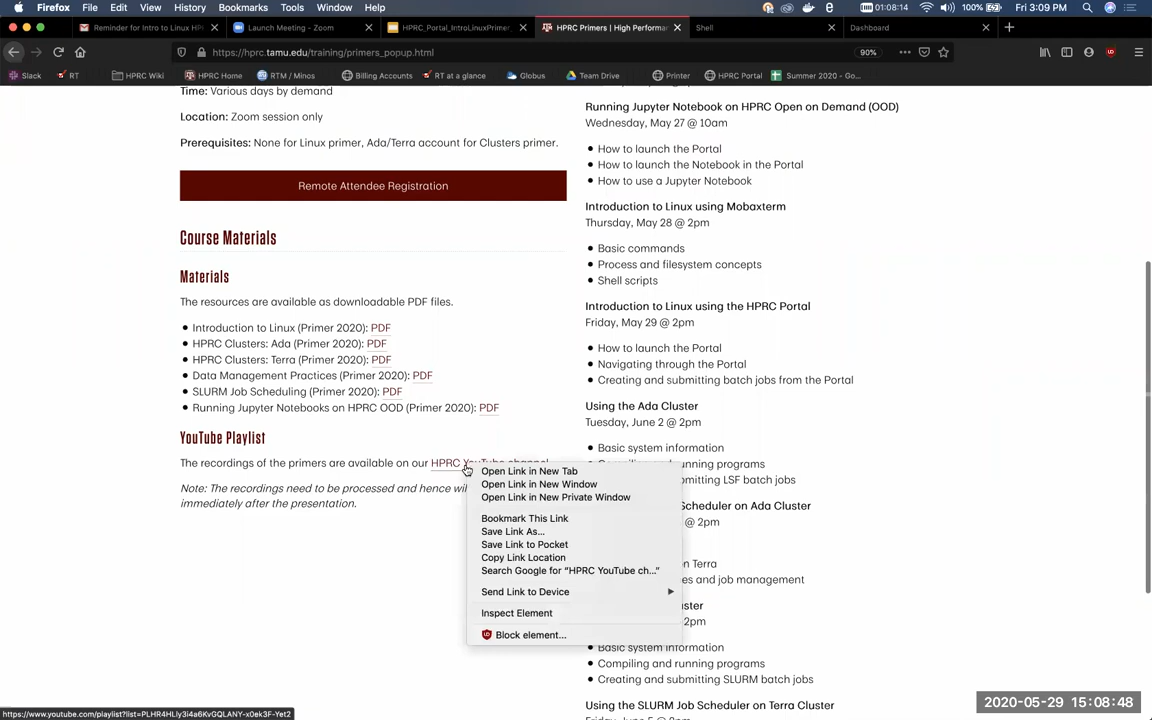 Firefox File Edit View History Bookmarks Tools Window Help 01:08:14 100% Fri 3:09 PM
Reminder for Intro to Linux HP Launch Meeting - Zoom HPRC_Portal_IntroLinuxPrimer HPRC Primers | High Performa Shell Dashboard
https://hprc.tamu.edu/training/primers_popup.html 90%
Slack RT HPRC Wiki HPRC Home RTM / Minos Billing Accounts RT at a glance Globus Team Drive Printer HPRC Portal Summer 2020 - Go...
Time: Various days by demand
Location: Zoom session only
Prerequisites: None for Linux primer, Ada/Terra account for Clusters primer.
Remote Attendee Registration
Course Materials
Materials
The resources are available as downloadable PDF files.
● Introduction to Linux (Primer 2020): PDF
● HPRC Clusters: Ada (Primer 2020): PDF
● HPRC Clusters: Terra (Primer 2020): PDF
● Data Management Practices (Primer 2020): PDF
● SLURM Job Scheduling (Primer 2020): PDF
● Running Jupyter Notebooks on HPRC OOD (Primer 2020): PDF
YouTube Playlist
The recordings of the primers are available on our HPRC YouTube channel
Note: The recordings need to be processed and hence wil
immediately after the presentation.
Open Link in New Tab
Open Link in New Window
Open Link in New Private Window
Bookmark This Link
Save Link As...
Save Link to Pocket
Copy Link Location
Search Google for “HPRC YouTube ch...”
Send Link to Device
Inspect Element
Block element...
Running Jupyter Notebook on HPRC Open on Demand (OOD)
Wednesday, May 27 @ 10am
● How to launch the Portal
● How to launch the Notebook in the Portal
● How to use a Jupyter Notebook
Introduction to Linux using Mobaxterm
Thursday, May 28 @ 2pm
● Basic commands
● Process and filesystem concepts
● Shell scripts
Introduction to Linux using the HPRC Portal
Friday, May 29 @ 2pm
● How to launch the Portal
● Navigating through the Portal
● Creating and submitting batch jobs from the Portal
Using the Ada Cluster
Tuesday, June 2 @ 2pm
● Basic system information
unning programs
mitting LSF batch jobs
cheduler on Ada Cluster
@ 2pm
n Terra
es and job management
uster
2pm
● Basic system information
● Compiling and running programs
● Creating and submitting SLURM batch jobs
Using the SLURM Job Scheduler on Terra Cluster
https://www.youtube.com/playlist?list=PLHR4HLly3i4a6KvGQLANY-x0ek3F-Yet2
2020-05-29 15:08:48